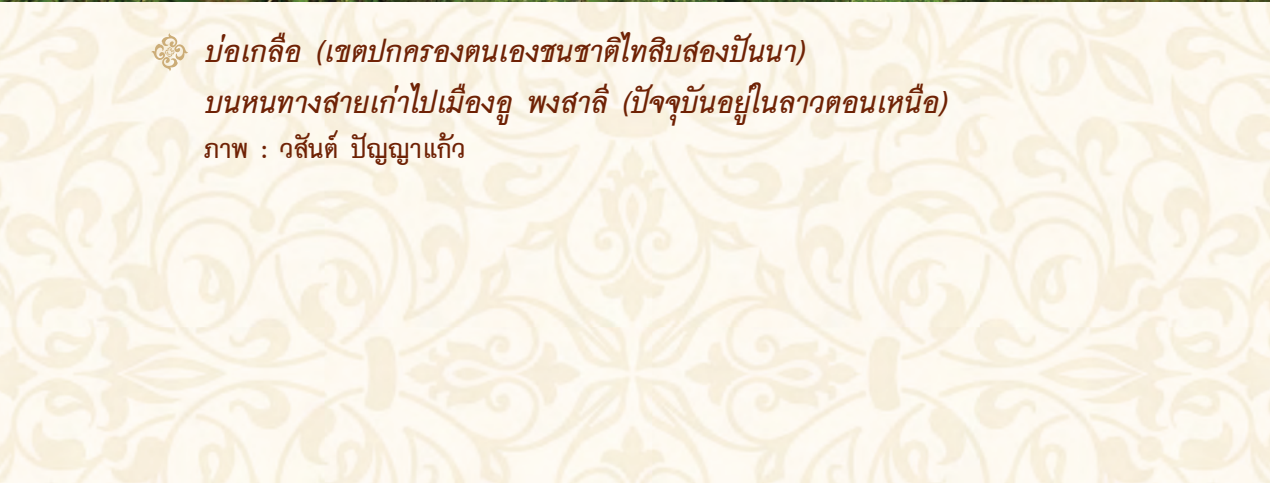 บ่อเกลือ (เขตปกครองตนเองชนชาติไทสิบสองปันนา)
บนหนทางสายเก่าไปเมืองอู พงสาลี (ปัจจุบันอยู่ในลาวตอนเหนือ)
ภาพ : วสันต์ ปัญญาแก้ว